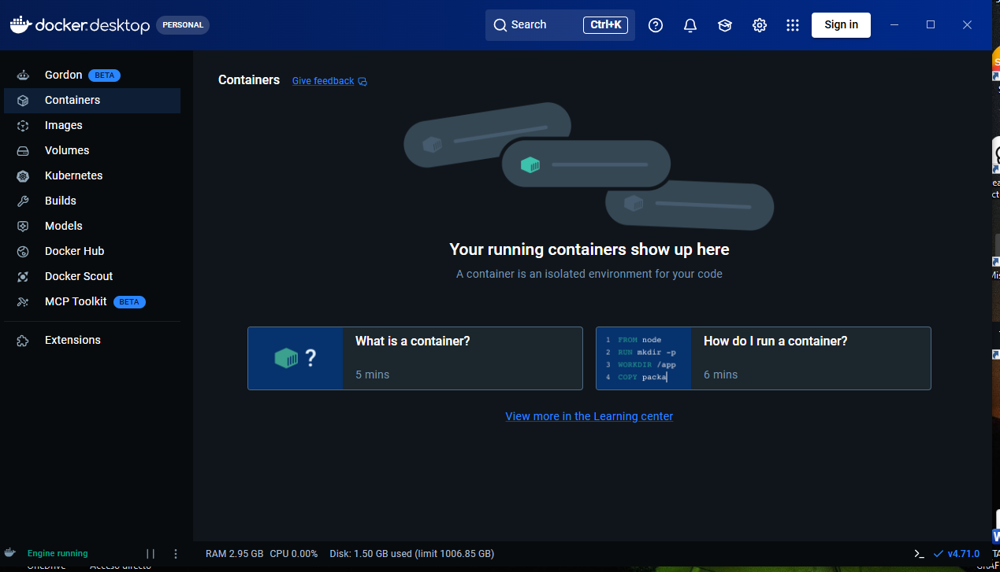 docker.desktop PERSONAL
Search Ctrl+K
Sign in
Gordon BETA
Containers
Images
Volumes
Kubernetes
Builds
Models
Docker Hub
Docker Scout
MCP Toolkit BETA
Extensions
Containers Give feedback
Your running containers show up here
A container is an isolated environment for your code
?
What is a container?
5 mins
1 FROM node
2 RUN mkdir -p
3 WORKDIR /app
4 COPY packa
How do I run a container?
6 mins
View more in the Learning center
Engine running
RAM 2.95 GB CPU 0.00% Disk: 1.50 GB used (limit 1006.85 GB)
v4.71.0
OneDrive Acceso directo